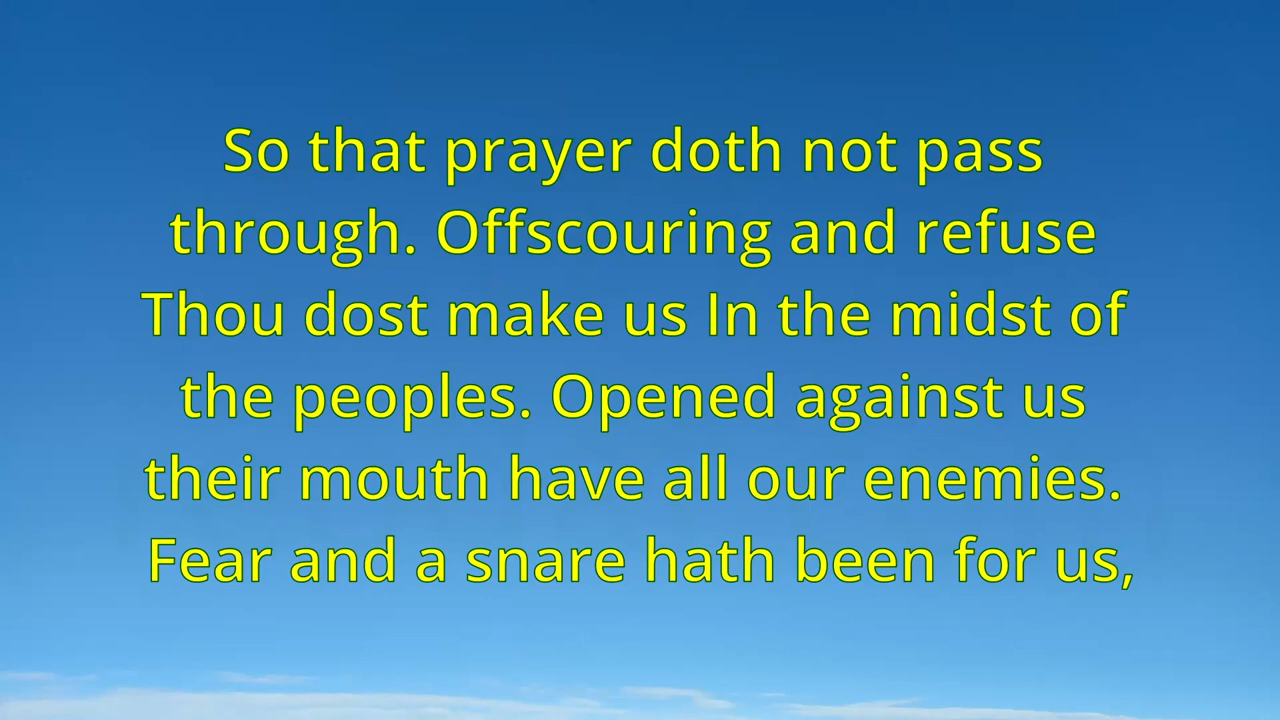 So that prayer doth not pass
through. Offscouring and refuse
Thou dost make us In the midst of
the peoples. Opened against us
their mouth have all our enemies.
Fear and a snare hath been for us,